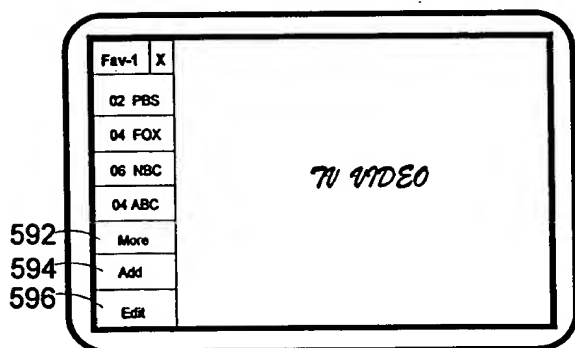 Fav-1 X
02 PBS
04 FOX
06 NBC
04 ABC
592 More
594 Add
596 Edit
TV VIDEO